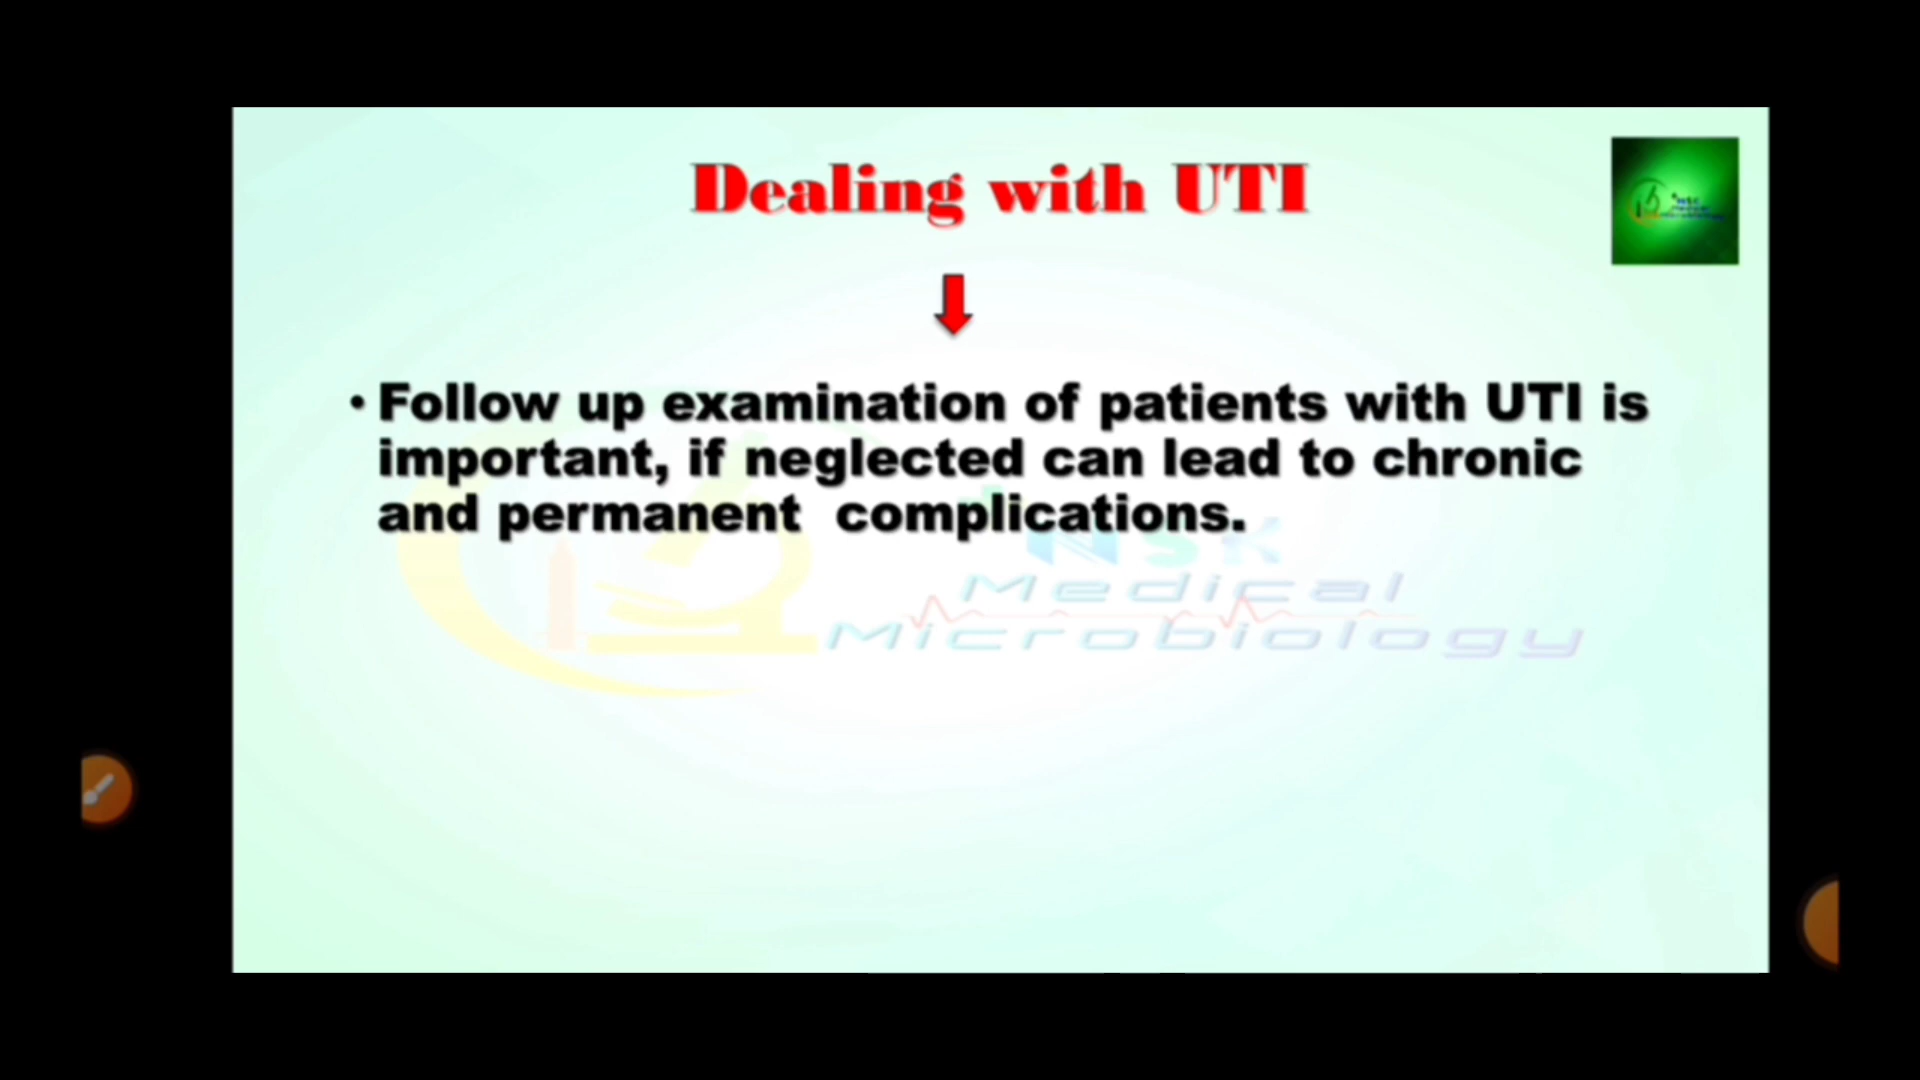 Dealing with UTI
• Follow up examination of patients with UTI is
important, if neglected can lead to chronic
and permanent complications.
NSK
Medical
Microbiology